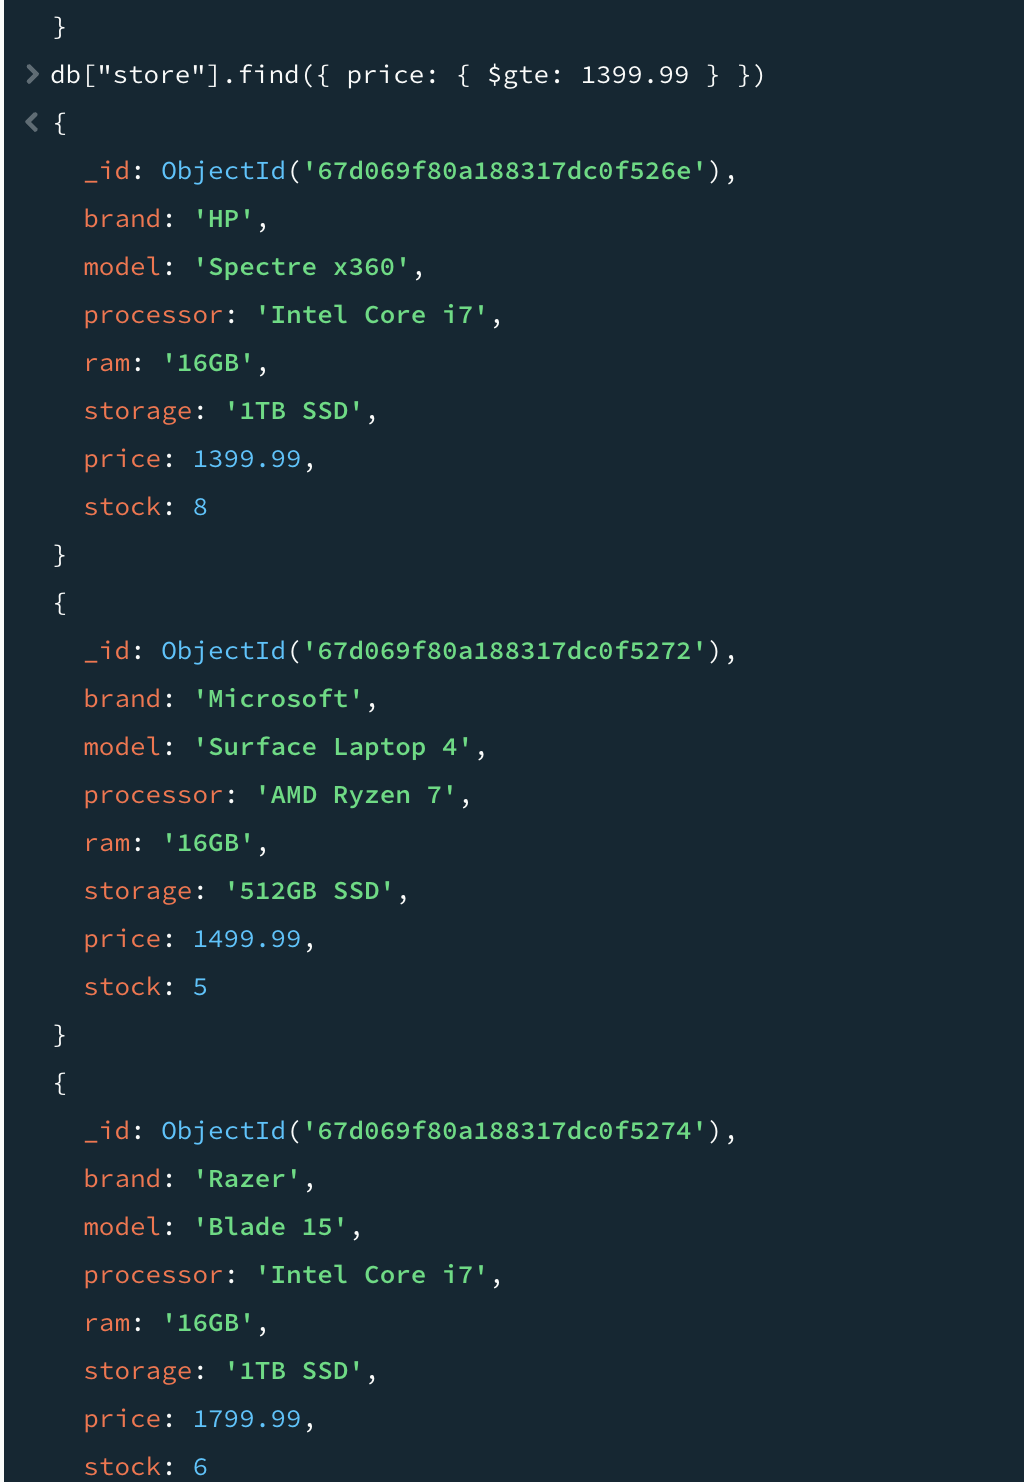 }
> db["store"].find({ price: { $gte: 1399.99 } })
< {
_id: ObjectId('67d069f80a188317dc0f526e'),
brand: 'HP',
model: 'Spectre x360',
processor: 'Intel Core i7',
ram: '16GB',
storage: '1TB SSD',
price: 1399.99,
stock: 8
}
{
_id: ObjectId('67d069f80a188317dc0f5272'),
brand: 'Microsoft',
model: 'Surface Laptop 4',
processor: 'AMD Ryzen 7',
ram: '16GB',
storage: '512GB SSD',
price: 1499.99,
stock: 5
}
{
_id: ObjectId('67d069f80a188317dc0f5274'),
brand: 'Razer',
model: 'Blade 15',
processor: 'Intel Core i7',
ram: '16GB',
storage: '1TB SSD',
price: 1799.99,
stock: 6